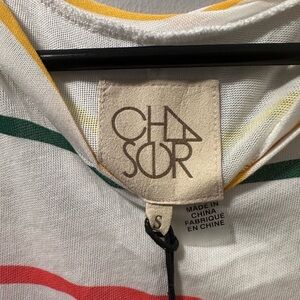 CHA
SER
S
MADE IN
CHINA
FABRIQUE
EN CHINE